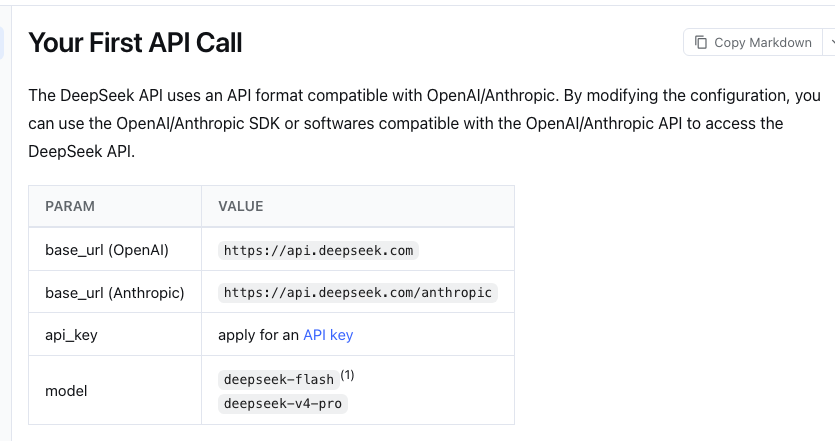 Your First API Call
Copy Markdown
The DeepSeek API uses an API format compatible with OpenAI/Anthropic. By modifying the configuration, you
can use the OpenAI/Anthropic SDK or softwares compatible with the OpenAI/Anthropic API to access the
DeepSeek API.
PARAM VALUE
base_url (OpenAI) https://api.deepseek.com
base_url (Anthropic) https://api.deepseek.com/anthropic
api_key apply for an API key
model deepseek-flash (1)
deepseek-v4-pro